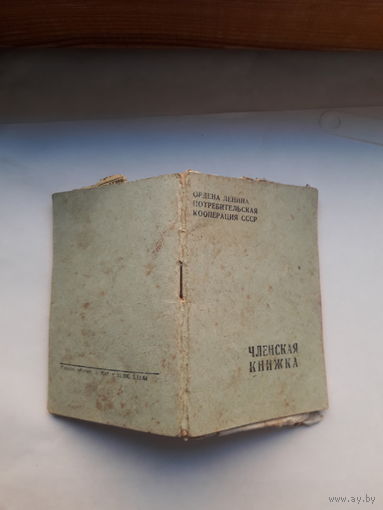 ОРДЕНА ЛЕНИНА
ПОТРЕБИТЕЛЬСКАЯ
КООПЕРАЦИЯ СССР
ЧЛЕНСКАЯ
КНИЖКА
www.ay.by